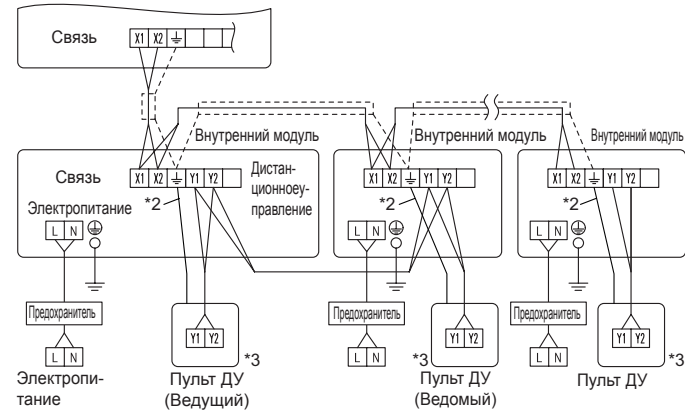 Связь
X1 X2
Внутренний модуль
Внутренний модуль
Внутренний модуль
Связь
X1 X2 Y1 Y2
Дистан-
ционноеу-
правление
X1 X2 Y1 Y2
X1 X2 Y1 Y2
*2
*2
*2
Электропитание
L N
L N
L N
Предохранитель
Y1 Y2
Предохранитель
Y1 Y2
Предохранитель
Y1 Y2
L N
*3
L N
*3
L N
*3
Электропи-
тание
Пульт ДУ
(Ведущий)
Пульт ДУ
(Ведомый)
Пульт ДУ